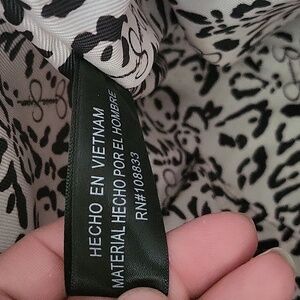 HECHO EN VIETNAM
MATERIAL HECHO POR EL HOMBRE
RN#108833